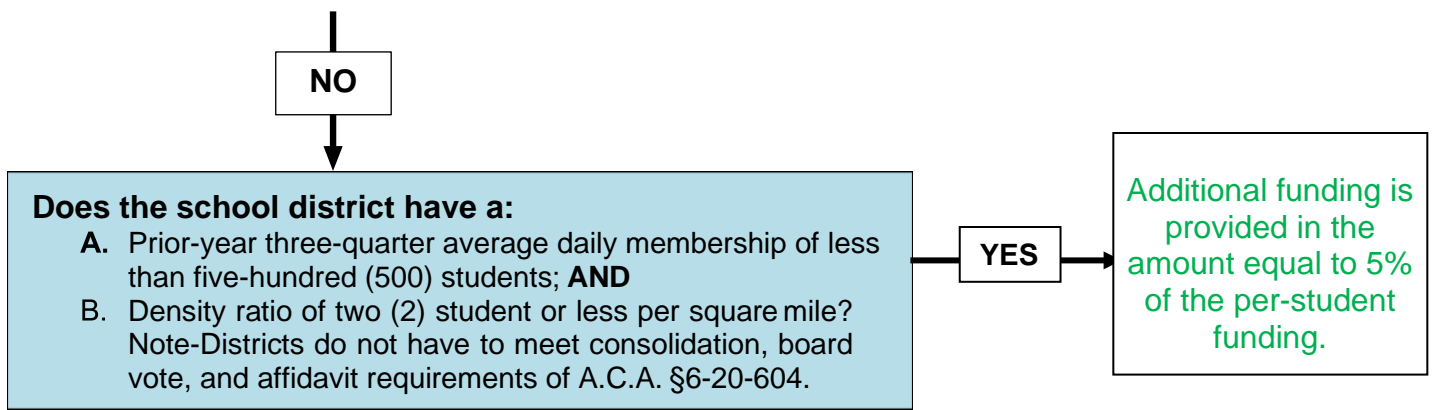 NO
Does the school district have a:
A. Prior-year three-quarter average daily membership of less
than five-hundred (500) students; AND
B. Density ratio of two (2) student or less per square mile?
Note-Districts do not have to meet consolidation, board
vote, and affidavit requirements of A.C.A. §6-20-604.
YES
Additional funding is
provided in the
amount equal to 5%
of the per-student
funding.